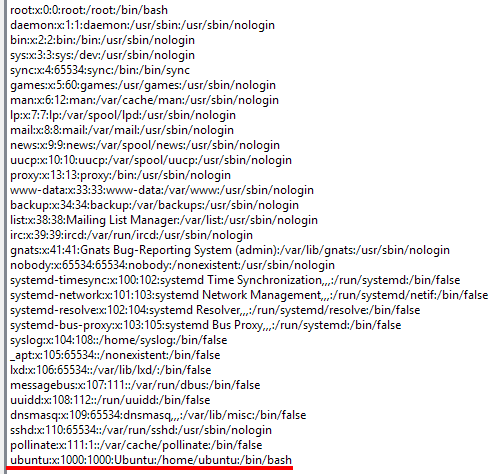 root:x:0:0:root:/root:/bin/bash
daemon:x:1:1:daemon:/usr/sbin:/usr/sbin/nologin
bin:x:2:2:bin:/bin:/usr/sbin/nologin
sys:x:3:3:sys:/dev:/usr/sbin/nologin
sync:x:4:65534:sync:/bin:/bin/sync
games:x:5:60:games:/usr/games:/usr/sbin/nologin
man:x:6:12:man:/var/cache/man:/usr/sbin/nologin
lp:x:7:7:lp:/var/spool/lpd:/usr/sbin/nologin
mail:x:8:8:mail:/var/mail:/usr/sbin/nologin
news:x:9:9:news:/var/spool/news:/usr/sbin/nologin
uucp:x:10:10:uucp:/var/spool/uucp:/usr/sbin/nologin
proxy:x:13:13:proxy:/bin:/usr/sbin/nologin
www-data:x:33:33:www-data:/var/www:/usr/sbin/nologin
backup:x:34:34:backup:/var/backups:/usr/sbin/nologin
list:x:38:38:Mailing List Manager:/var/list:/usr/sbin/nologin
irc:x:39:39:ircd:/var/run/ircd:/usr/sbin/nologin
gnats:x:41:41:Gnats Bug-Reporting System (admin):/var/lib/gnats:/usr/sbin/nologin
nobody:x:65534:65534:nobody:/nonexistent:/usr/sbin/nologin
systemd-timesync:x:100:102:systemd Time Synchronization,,,:/run/systemd:/bin/false
systemd-network:x:101:103:systemd Network Management,,,:/run/systemd/netif:/bin/false
systemd-resolve:x:102:104:systemd Resolver,,,:/run/systemd/resolve:/bin/false
systemd-bus-proxy:x:103:105:systemd Bus Proxy,,,:/run/systemd:/bin/false
syslog:x:104:108::/home/syslog:/bin/false
_apt:x:105:65534::/nonexistent:/bin/false
lxd:x:106:65534::/var/lib/lxd/:/bin/false
messagebus:x:107:111::/var/run/dbus:/bin/false
uuidd:x:108:112::/run/uuidd:/bin/false
dnsmasq:x:109:65534:dnsmasq,,,:/var/lib/misc:/bin/false
sshd:x:110:65534::/var/run/sshd:/usr/sbin/nologin
pollinate:x:111:1::/var/cache/pollinate:/bin/false
ubuntu:x:1000:1000:Ubuntu:/home/ubuntu:/bin/bash